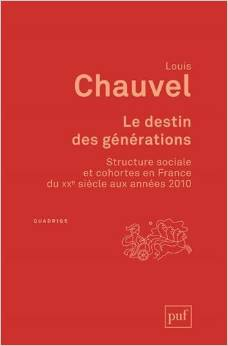 Louis
Chauvel
Le destin
des générations
Structure sociale
et cohortes en France
du XXe siècle aux années 2010
QUADRIGE
puf